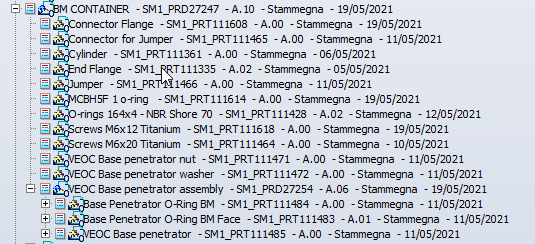 BM CONTAINER - SM1_PRD27247 - A.10 - Stammegna - 19/05/2021
Connector Flange - SM1_PRT111608 - A.00 - Stammegna - 19/05/2021
Connector for Jumper - SM1_PRT111465 - A.00 - Stammegna - 11/05/2021
Cylinder - SM1_PRT111361 - A.00 - Stammegna - 06/05/2021
End Flange - SM1_PRT111335 - A.02 - Stammegna - 05/05/2021
Jumper - SM1_PRT111466 - A.00 - Stammegna - 11/05/2021
MCBH5F 1 o-ring - SM1_PRT111614 - A.00 - Stammegna - 19/05/2021
O-rings 164x4 - NBR Shore 70 - SM1_PRT111428 - A.02 - Stammegna - 12/05/2021
Screws M6x12 Titanium - SM1_PRT111618 - A.00 - Stammegna - 19/05/2021
Screws M6x20 Titanium - SM1_PRT111464 - A.00 - Stammegna - 10/05/2021
VEOC Base penetrator nut - SM1_PRT111471 - A.00 - Stammegna - 11/05/2021
VEOC Base penetrator washer - SM1_PRT111472 - A.00 - Stammegna - 11/05/2021
VEOC Base penetrator assembly - SM1_PRD27254 - A.06 - Stammegna - 19/05/2021
Base Penetrator O-Ring BM - SM1_PRT111484 - A.00 - Stammegna - 11/05/2021
Base Penetrator O-Ring BM Face - SM1_PRT111483 - A.01 - Stammegna - 11/05/2021
VEOC Base penetrator - SM1_PRT111485 - A.00 - Stammegna - 11/05/2021